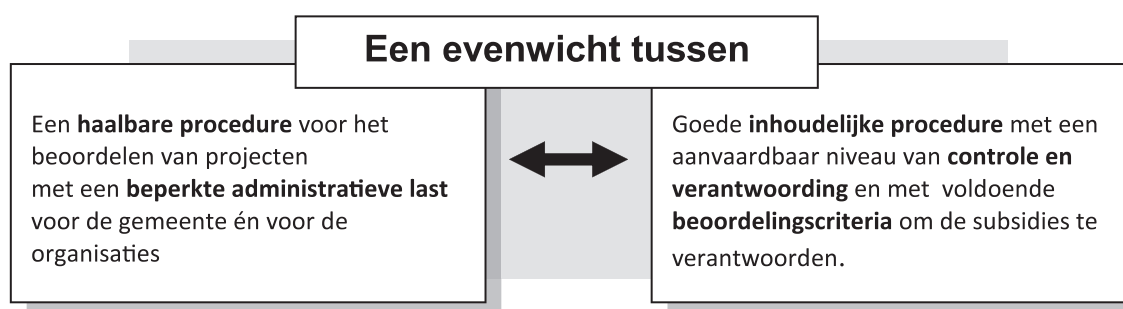 Een evenwicht tussen
Een haalbare procedure voor het
beoordelen van projecten
met een beperkte administratieve last
voor de gemeente én voor de
organisaties
Goede inhoudelijke procedure met een
aanvaardbaar niveau van controle en
verantwoording en met voldoende
beoordelingscriteria om de subsidies te
verantwoorden.